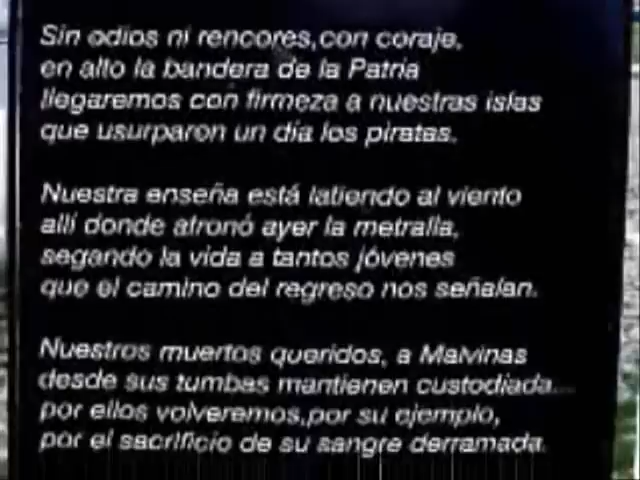 Sin odios ni rencores,con coraje,
en alto la bandera de la Patria
llegaremos con firmeza a nuestras islas
que usurparon un día los piratas.
Nuestra enseña está latiendo al viento
allí donde atronó ayer la metralla,
segando la vida a tantos jóvenes
que el camino del regreso nos señalan.
Nuestros muertos queridos, a Malvinas
desde sus tumbas mantienen custodiada...
por ellos volveremos,por su ejemplo,
por el sacrificio de su sangre derramada.